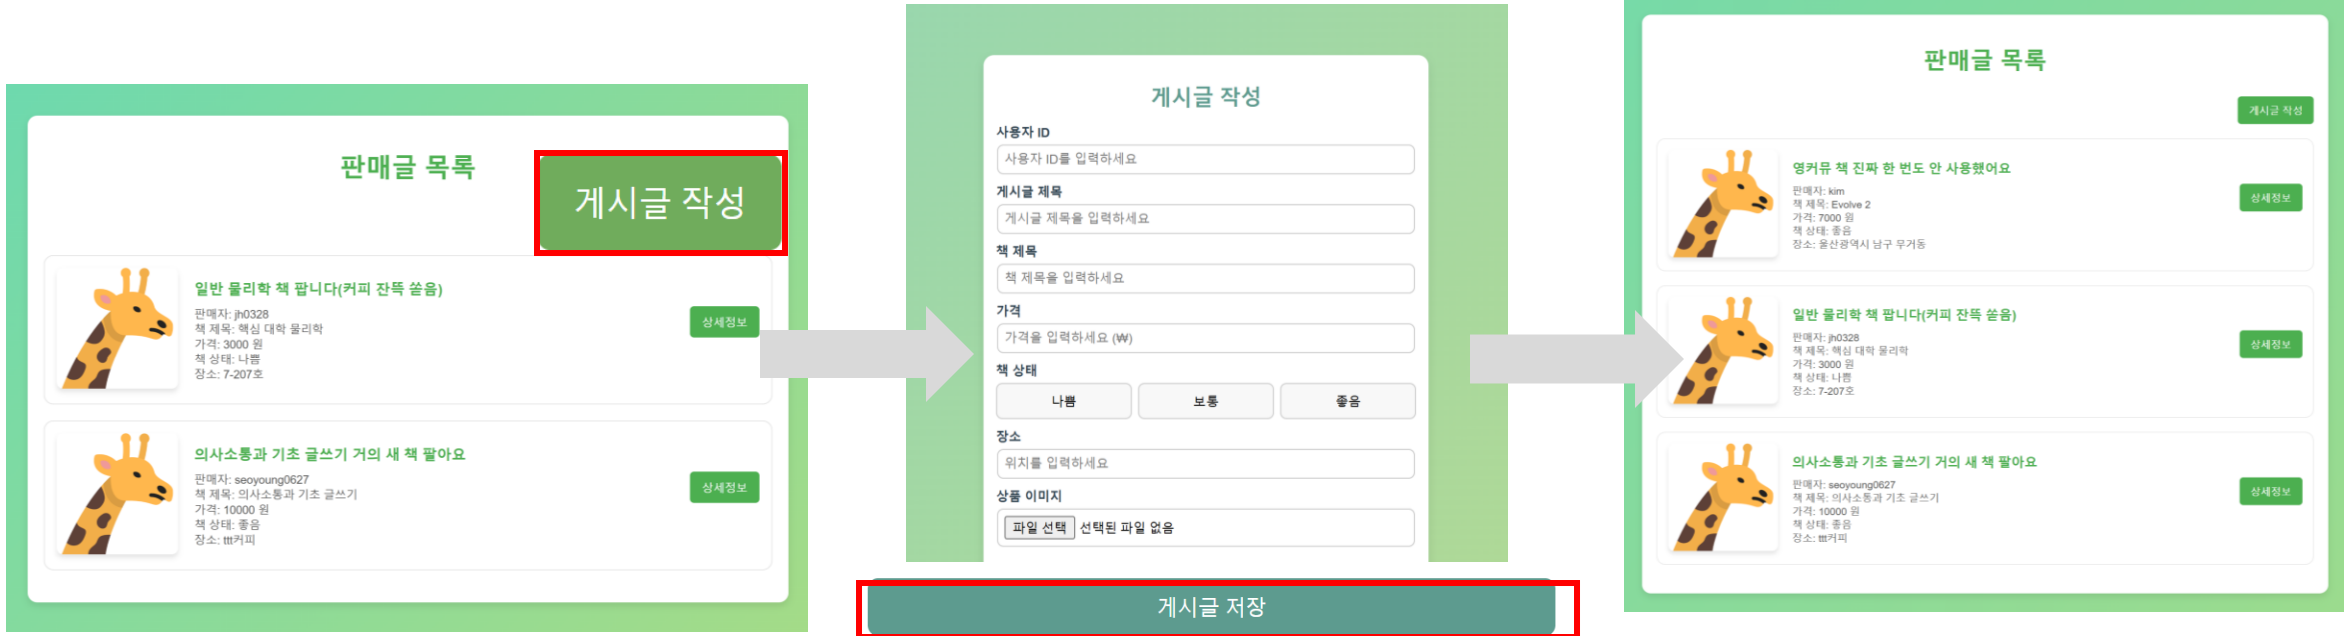 판매글 목록
게시글 작성
일반 물리학 책 팝니다(커피 잔뜩 쏟음)
판매자: jh0328
책 제목: 핵심 대학 물리학
가격: 3000 원
책 상태: 나쁨
장소: 7-207호
상세정보
의사소통과 기초 글쓰기 거의 새 책 팔아요
판매자: seoyoung0627
책 제목: 의사소통과 기초 글쓰기
가격: 10000 원
책 상태: 좋음
장소: ttt커피
상세정보
게시글 작성
사용자 ID
사용자 ID를 입력하세요
게시글 제목
게시글 제목을 입력하세요
책 제목
책 제목을 입력하세요
가격
가격을 입력하세요 (₩)
책 상태
나쁨 보통 좋음
장소
위치를 입력하세요
상품 이미지
파일 선택 선택된 파일 없음
게시글 저장
판매글 목록
게시글 작성
영커뮤 책 진짜 한 번도 안 사용했어요
판매자: kim
책 제목: Evolve 2
가격: 7000 원
책 상태: 좋음
장소: 울산광역시 남구 무거동
상세정보
일반 물리학 책 팝니다(커피 잔뜩 쏟음)
판매자: jh0328
책 제목: 핵심 대학 물리학
가격: 3000 원
책 상태: 나쁨
장소: 7-207호
상세정보
의사소통과 기초 글쓰기 거의 새 책 팔아요
판매자: seoyoung0627
책 제목: 의사소통과 기초 글쓰기
가격: 10000 원
책 상태: 좋음
장소: ttt커피
상세정보